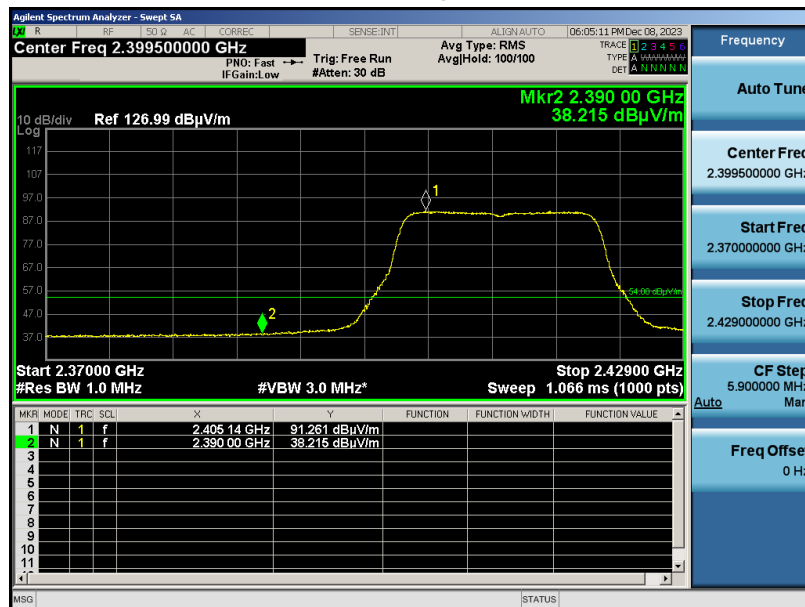 Agilent Spectrum Analyzer - Swept SA
LXI R RF 50 Ω AC CORREC SENSE:INT ALIGN AUTO 06:05:11 PM Dec 08, 2023
Center Freq 2.399500000 GHz
PNO: Fast
IFGain:Low
Trig: Free Run
#Atten: 30 dB
Avg Type: RMS
Avg|Hold: 100/100
TRACE 1 2 3 4 5 6
TYPE A WWWWW
DET A N N N N N
Mkr2 2.390 00 GHz
38.215 dBµV/m
10 dB/div Ref 126.99 dBµV/m
Log
117
107
97.0
87.0
77.0
67.0
57.0
47.0
37.0
1
2
54.00 dBµV/m
Start 2.37000 GHz Stop 2.42900 GHz
#Res BW 1.0 MHz #VBW 3.0 MHz* Sweep 1.066 ms (1000 pts)
MKR MODE TRC SCL X Y FUNCTION FUNCTION WIDTH FUNCTION VALUE
1 N 1 f 2.405 14 GHz 91.261 dBµV/m
2 N 1 f 2.390 00 GHz 38.215 dBµV/m
3
4
5
6
7
8
9
10
11
MSG STATUS
Frequency
Auto Tune
Center Freq
2.399500000 GHz
Start Freq
2.370000000 GHz
Stop Freq
2.429000000 GHz
CF Step
5.900000 MHz
Auto Man
Freq Offset
0 Hz